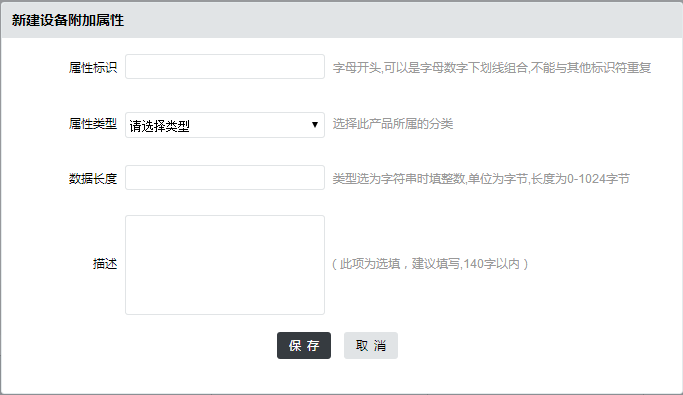 新建设备附加属性
属性标识 字母开头,可以是字母数字下划线组合,不能与其他标识符重复
属性类型 请选择类型 选择此产品所属的分类
数据长度 类型选为字符串时填整数,单位为字节,长度为0-1024字节
描述 ( 此项为选填，建议填写,140字以内 )
保 存 取 消